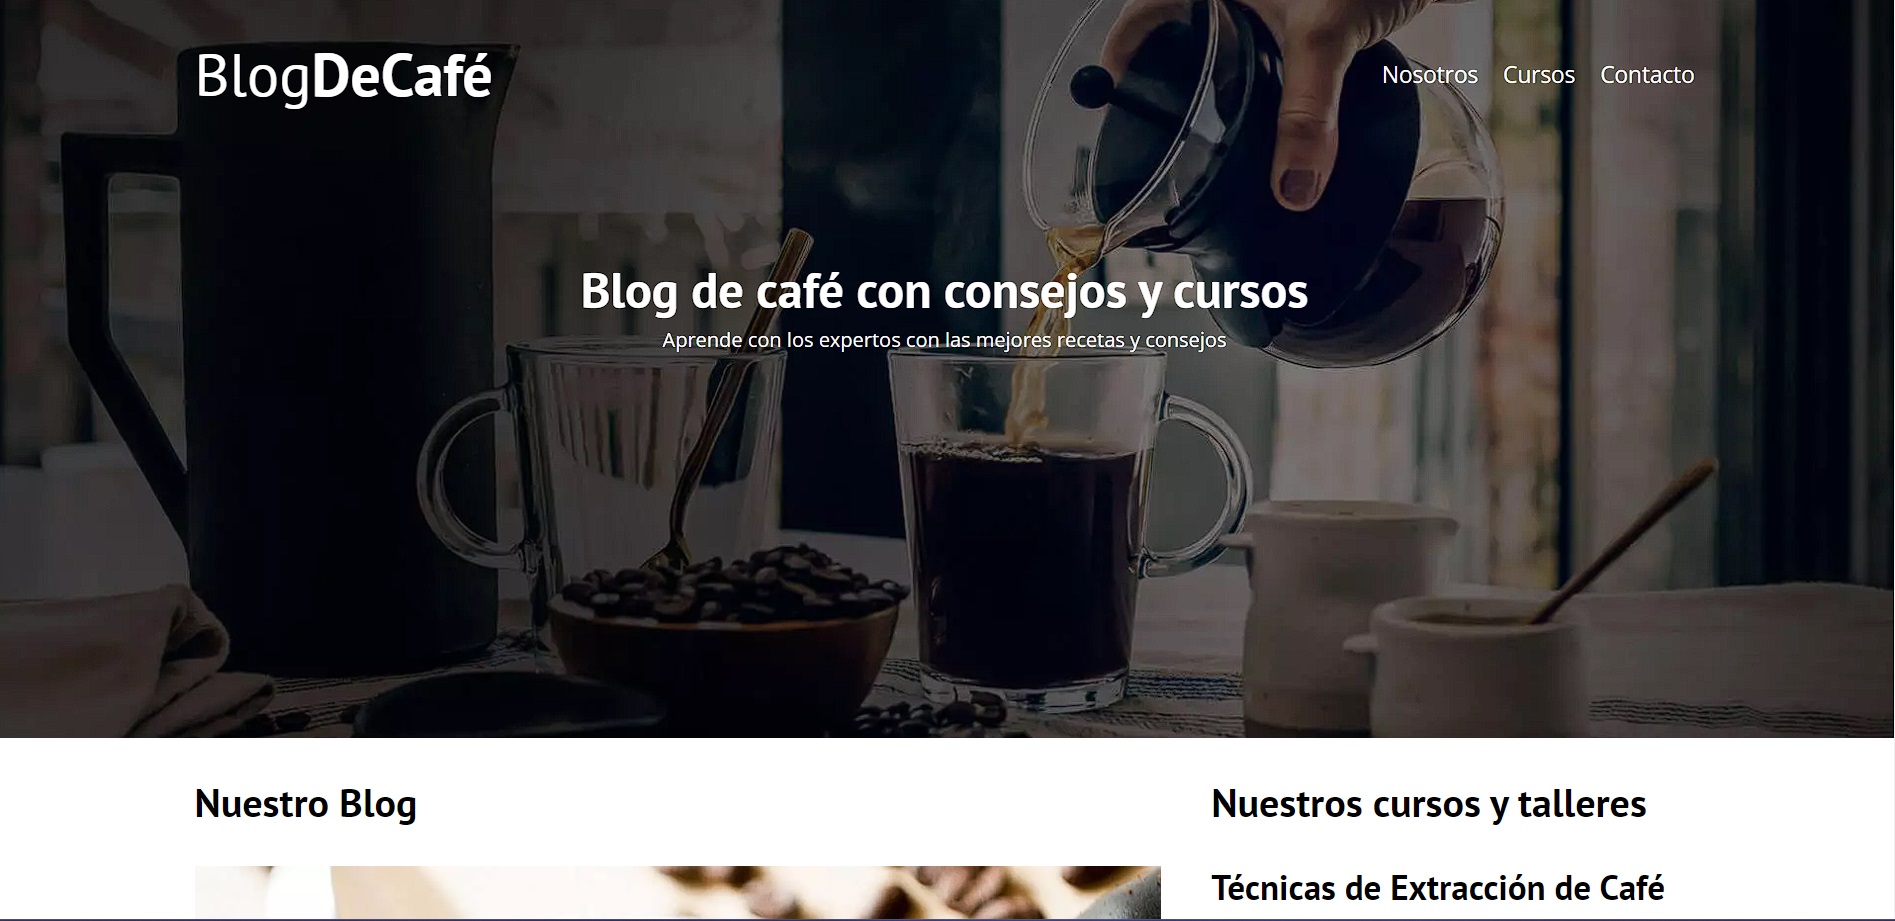 BlogDeCafé
Nosotros Cursos Contacto
Blog de café con consejos y cursos
Aprende con los expertos con las mejores recetas y consejos
Nuestro Blog
Nuestros cursos y talleres
Técnicas de Extracción de Café